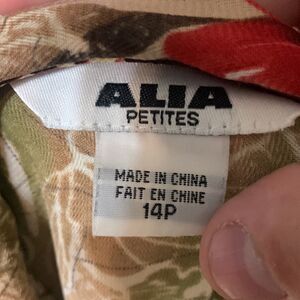 ALIA
PETITES
MADE IN CHINA
FAIT EN CHINE
14P